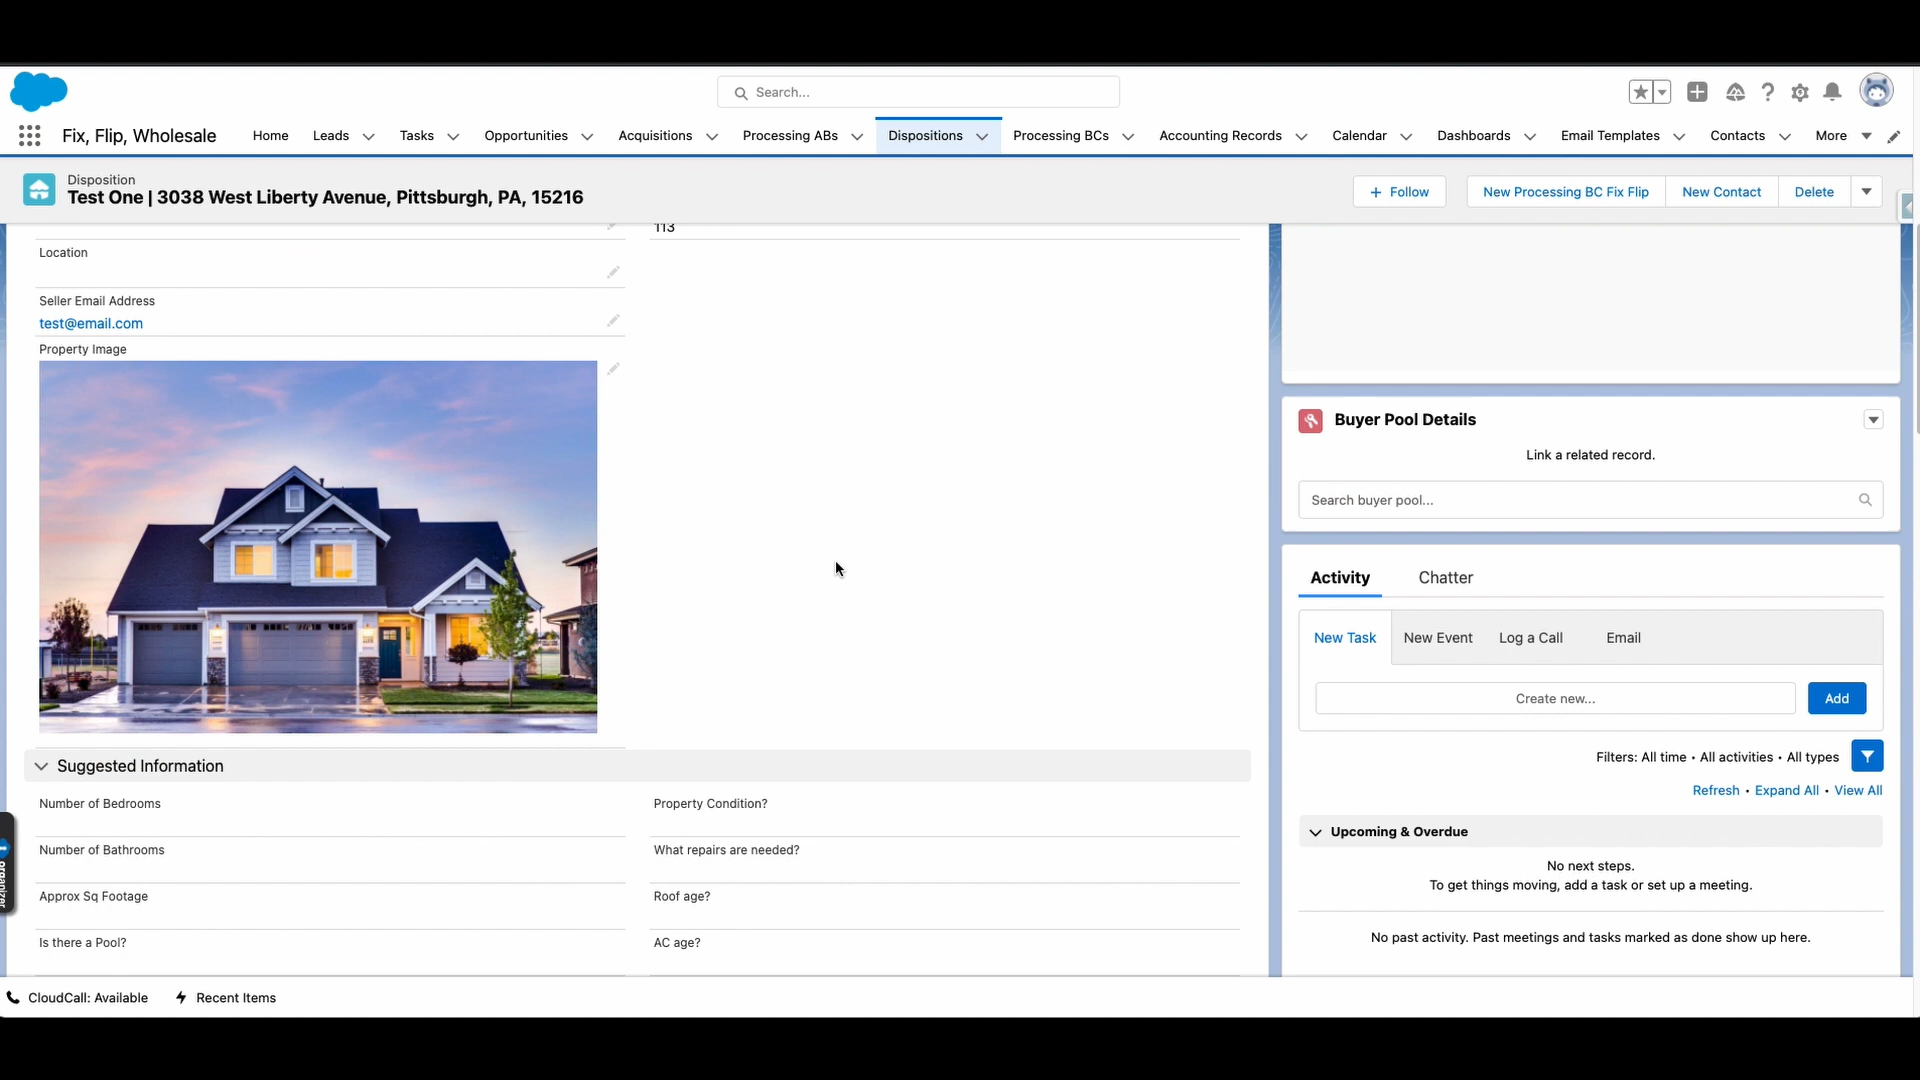 Search...
Fix, Flip, Wholesale
Home
Leads
Tasks
Opportunities
Acquisitions
Processing ABs
Dispositions
Processing BCs
Accounting Records
Calendar
Dashboards
Email Templates
Contacts
More
Disposition
Test One | 3038 West Liberty Avenue, Pittsburgh, PA, 15216
+ Follow
New Processing BC Fix Flip
New Contact
Delete
113
Location
Seller Email Address
test@email.com
Property Image
Suggested Information
Number of Bedrooms
Property Condition?
Number of Bathrooms
What repairs are needed?
Approx Sq Footage
Roof age?
Is there a Pool?
AC age?
Buyer Pool Details
Link a related record.
Search buyer pool...
Activity
Chatter
New Task
New Event
Log a Call
Email
Create new...
Add
Filters: All time • All activities • All types
Refresh • Expand All • View All
Upcoming & Overdue
No next steps.
To get things moving, add a task or set up a meeting.
No past activity. Past meetings and tasks marked as done show up here.
organizer
CloudCall: Available
Recent Items